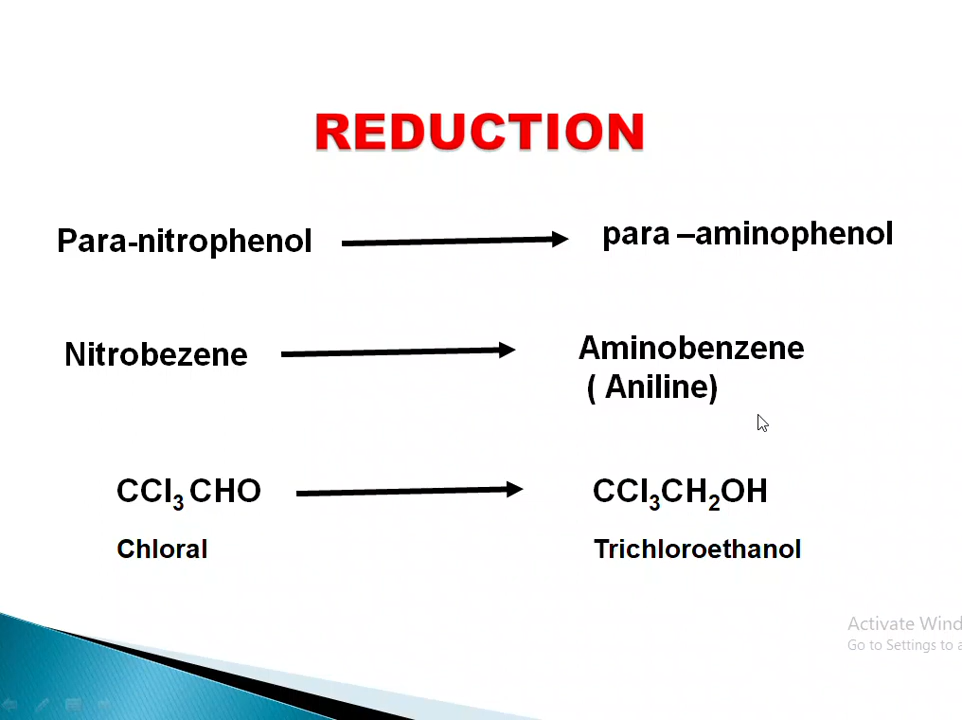 REDUCTION
Para-nitrophenol para –aminophenol
Nitrobezene Aminobenzene
( Aniline)
CCl3 CHO CCl3CH2OH
Chloral Trichloroethanol
Activate Wind
Go to Settings to a